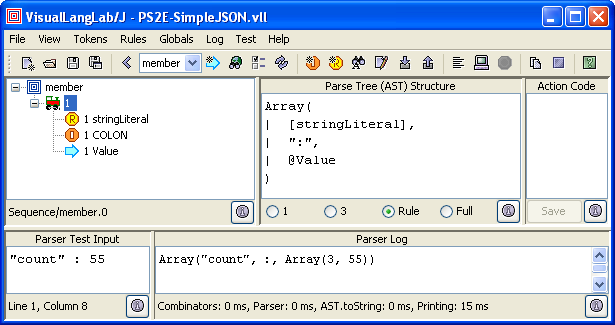 VisualLangLab/J - PS2E-SimpleJSON.vll
File View Tokens Rules Globals Log Test Help
member
member
1
1 stringLiteral
1 COLON
1 Value
Sequence/member.0
Parse Tree (AST) Structure
Array(
| [stringLiteral],
| ":",
| @Value
)
1 3 Rule Full
Action Code
Save
Parser Test Input
"count" : 55
Line 1, Column 8
Parser Log
Array("count", :, Array(3, 55))
Combinators: 0 ms, Parser: 0 ms, AST.toString: 0 ms, Printing: 15 ms